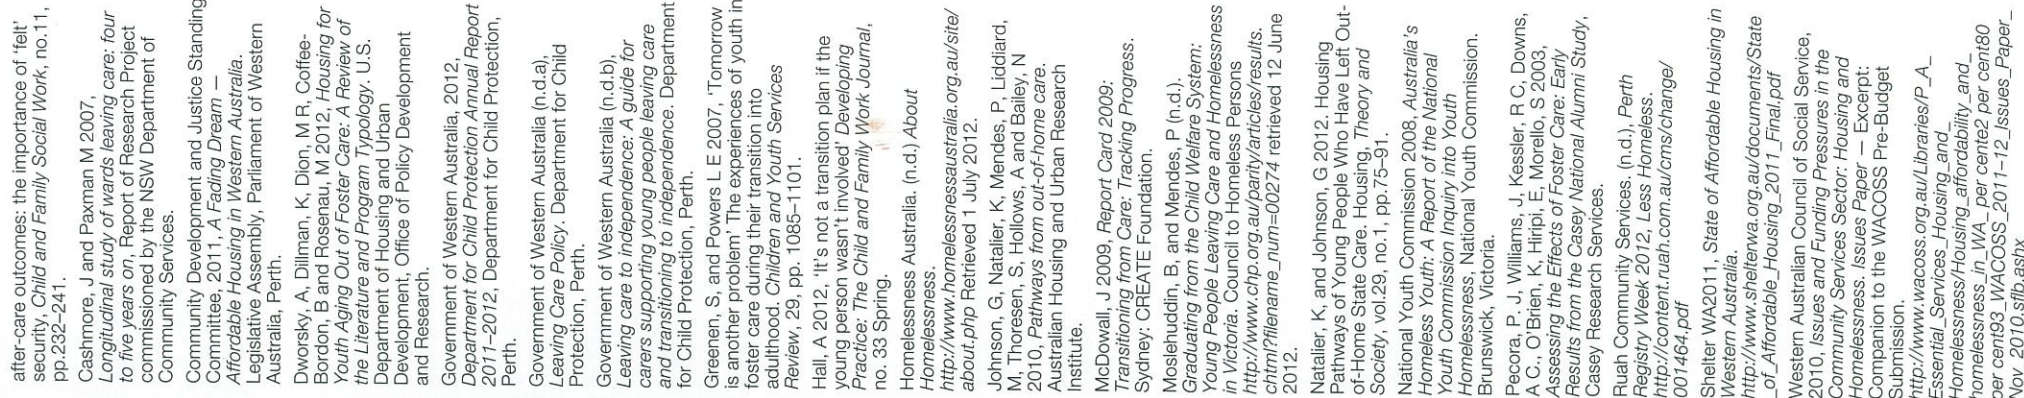 after-care outcomes: the importance of 'felt'
security, Child and Family Social Work, no.11,
pp.232–241.
Cashmore, J and Paxman M 2007,
Longitudinal study of wards leaving care: four
to five years on, Report of Research Project
commissioned by the NSW Department of
Community Services.
Community Development and Justice Standing
Committee, 2011, A Fading Dream —
Affordable Housing in Western Australia.
Legislative Assembly, Parliament of Western
Australia, Perth.
Dworsky, A, Dillman, K, Dion, M R, Coffee-
Bordon, B and Rosenau, M 2012, Housing for
Youth Aging Out of Foster Care: A Review of
the Literature and Program Typology. U.S.
Department of Housing and Urban
Development, Office of Policy Development
and Research.
Government of Western Australia, 2012,
Department for Child Protection Annual Report
2011–2012, Department for Child Protection,
Perth.
Government of Western Australia (n.d.a),
Leaving Care Policy. Department for Child
Protection, Perth.
Government of Western Australia (n.d.b),
Leaving care to independence: A guide for
carers supporting young people leaving care
and transitioning to independence. Department
for Child Protection, Perth.
Greenen, S, and Powers L E 2007, 'Tomorrow
is another problem' The experiences of youth in
foster care during their transition into
adulthood. Children and Youth Services
Review, 29, pp. 1085–1101.
Hall, A 2012, 'It's not a transition plan if the
young person wasn't involved' Developing
Practice: The Child and Family Work Journal,
no. 33 Spring.
Homelessness Australia. (n.d.) About
Homelessness.
http://www.homelessnessaustralia.org.au/site/
about.php Retrieved 1 July 2012.
Johnson, G, Natalier, K, Mendes, P, Liddiard,
M, Thoresen, S, Hollows, A and Bailey, N
2010, Pathways from out-of-home care.
Australian Housing and Urban Research
Institute.
McDowall, J 2009, Report Card 2009:
Transitioning from Care: Tracking Progress.
Sydney: CREATE Foundation.
Moslehuddin, B, and Mendes, P (n.d.).
Graduating from the Child Welfare System:
Young People Leaving Care and Homelessness
in Victoria. Council to Homeless Persons
http://www.chp.org.au/parity/articles/results.
chtml?filename_num=00274 retrieved 12 June
2012.
Natalier, K, and Johnson, G 2012. Housing
Pathways of Young People Who Have Left Out-
of-Home State Care. Housing, Theory and
Society, vol.29, no.1, pp.75–91.
National Youth Commission 2008, Australia's
Homeless Youth: A Report of the National
Youth Commission Inquiry into Youth
Homelessness, National Youth Commission.
Brunswick, Victoria.
Pecora, P. J, Williams, J, Kessler, R C, Downs,
A C., O'Brien, K, Hiripi, E, Morello, S 2003,
Assessing the Effects of Foster Care: Early
Results from the Casey National Alumni Study,
Casey Research Services.
Ruah Community Services. (n.d.), Perth
Registry Week 2012, Less Homeless.
http://content.ruah.com.au/cms/change/
001464.pdf
Shelter WA2011, State of Affordable Housing in
Western Australia.
http://www.shelterwa.org.au/documents/State
_of_Affordable_Housing_2011_Final.pdf
Western Australian Council of Social Service,
2010, Issues and Funding Pressures in the
Community Services Sector: Housing and
Homelessness. Issues Paper — Excerpt:
Companion to the WACOSS Pre-Budget
Submission.
http://www.wacoss.org.au/Libraries/P_A_
Essential_Services_Housing_and_
Homelessness/Housing_affordability_and_
homelessness_in_WA_per cente2 per cent80
per cent93_WACOSS_2011–12_Issues_Paper_
Nov_2010.sflb.ashx